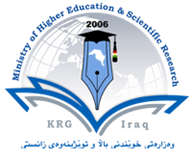 Ministry of Higher Education & Scientific Research
2006
KRG Iraq
وەزارەتی خوێندنی باڵا و توێژینەوەی زانستی